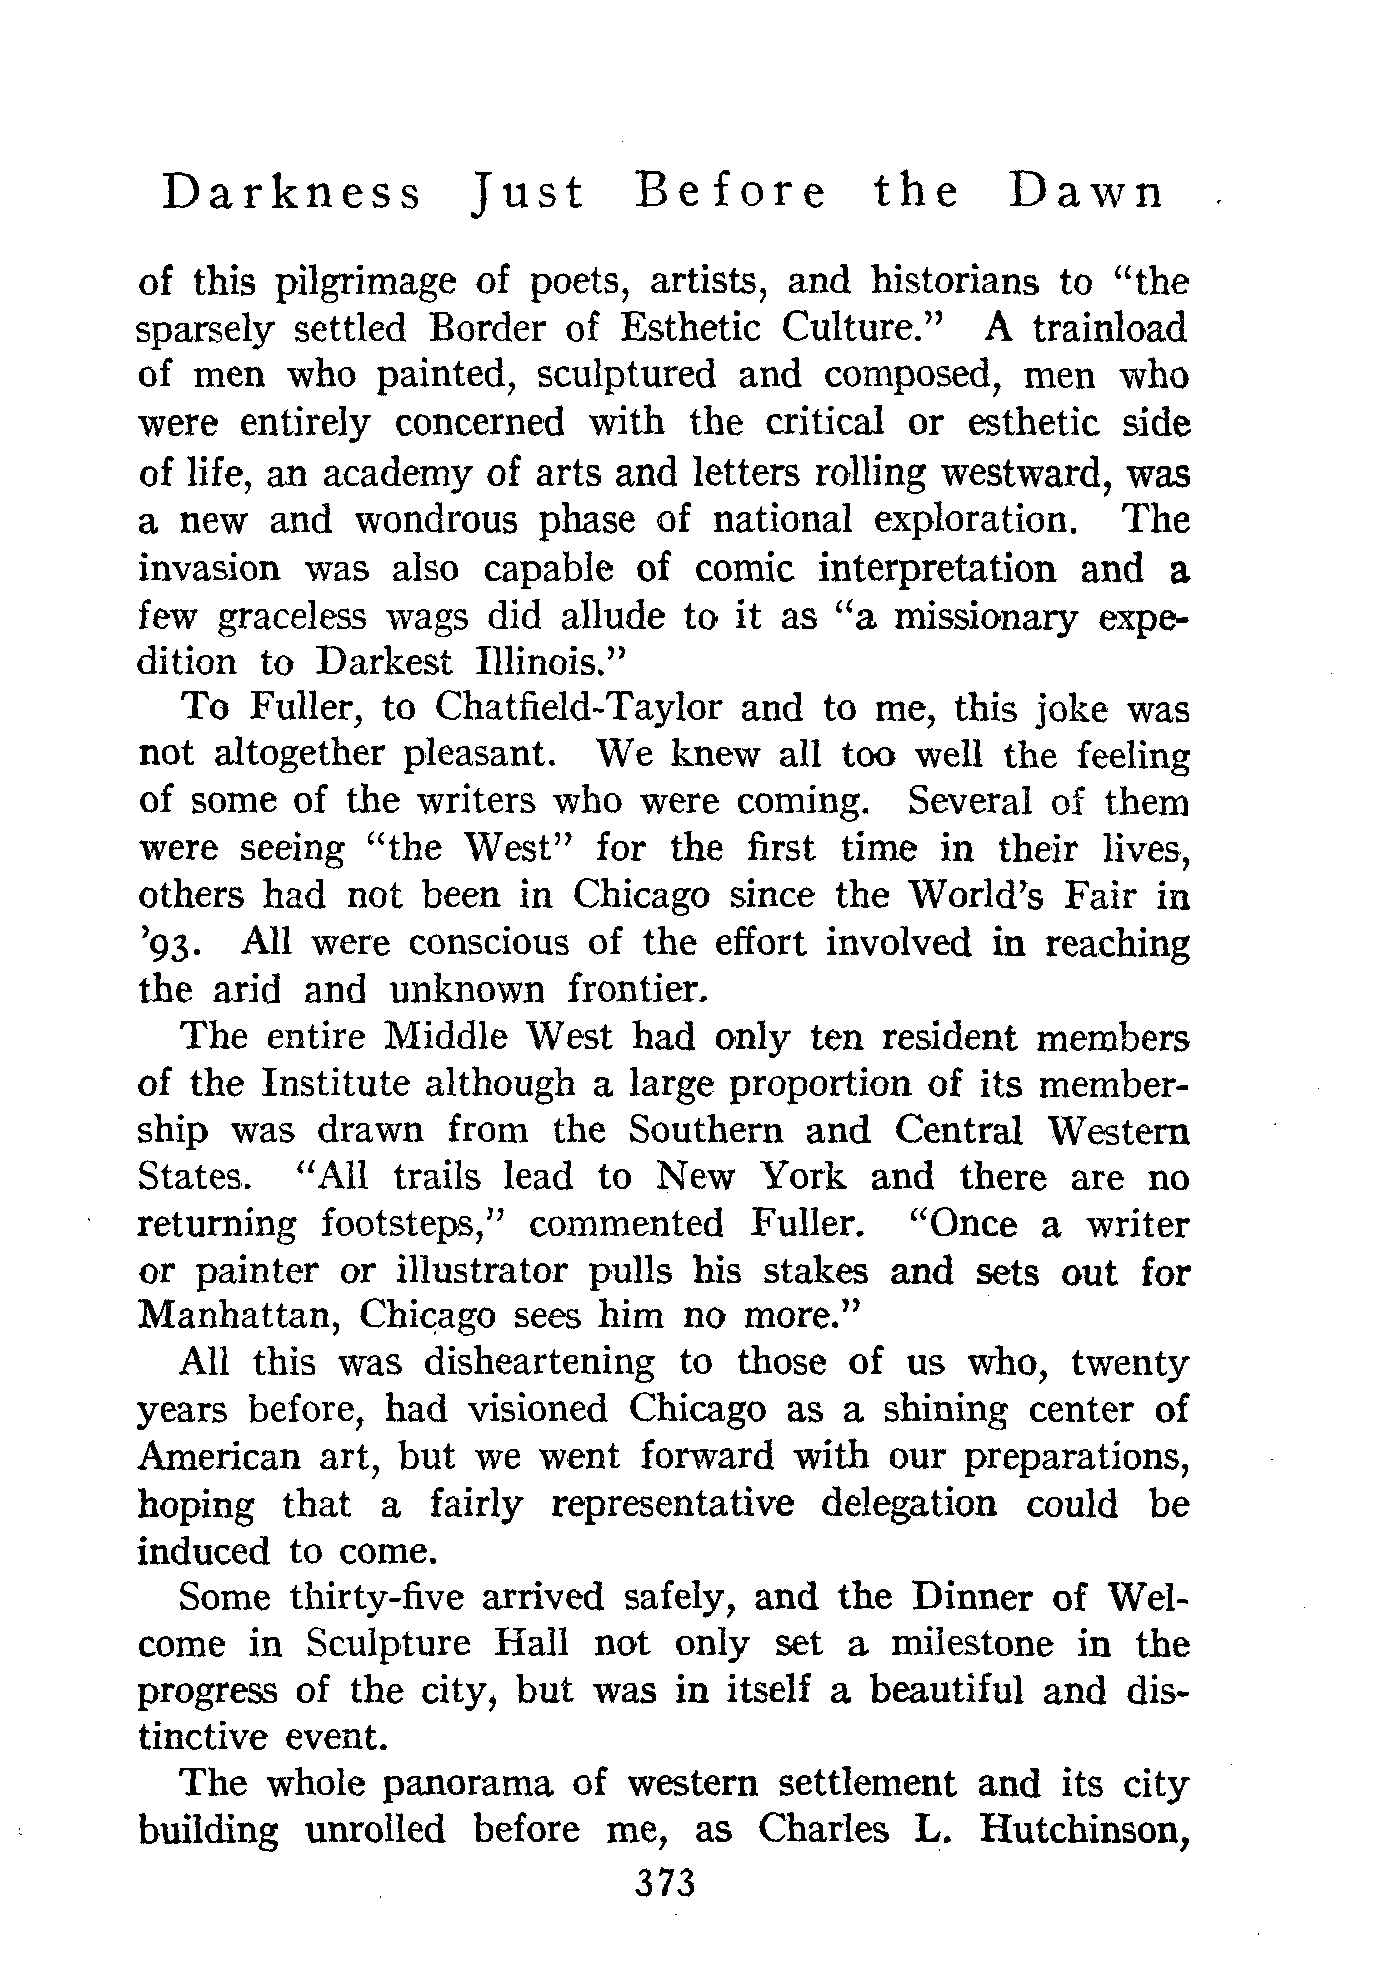 Darkness Just Before the Dawn
of this pilgrimage of poets, artists, and historians to “the
sparsely settled Border of Esthetic Culture.” A trainload
of men who painted, sculptured and composed, men who
were entirely concerned with the critical or esthetic side
of life, an academy of arts and letters rolling westward, was
a new and wondrous phase of national exploration. The
invasion was also capable of comic interpretation and a
few graceless wags did allude to it as “a missionary expe-
dition to Darkest Illinois.”
To Fuller, to Chatfield-Taylor and to me, this joke was
not altogether pleasant. We knew all too well the feeling
of some of the writers who were coming. Several of them
were seeing “the West” for the first time in their lives,
others had not been in Chicago since the World’s Fair in
’93. All were conscious of the effort involved in reaching
the arid and unknown frontier.
The entire Middle West had only ten resident members
of the Institute although a large proportion of its member-
ship was drawn from the Southern and Central Western
States. “All trails lead to New York and there are no
returning footsteps,” commented Fuller. “Once a writer
or painter or illustrator pulls his stakes and sets out for
Manhattan, Chicago sees him no more.”
All this was disheartening to those of us who, twenty
years before, had visioned Chicago as a shining center of
American art, but we went forward with our preparations,
hoping that a fairly representative delegation could be
induced to come.
Some thirty-five arrived safely, and the Dinner of Wel-
come in Sculpture Hall not only set a milestone in the
progress of the city, but was in itself a beautiful and dis-
tinctive event.
The whole panorama of western settlement and its city
building unrolled before me, as Charles L. Hutchinson,
373